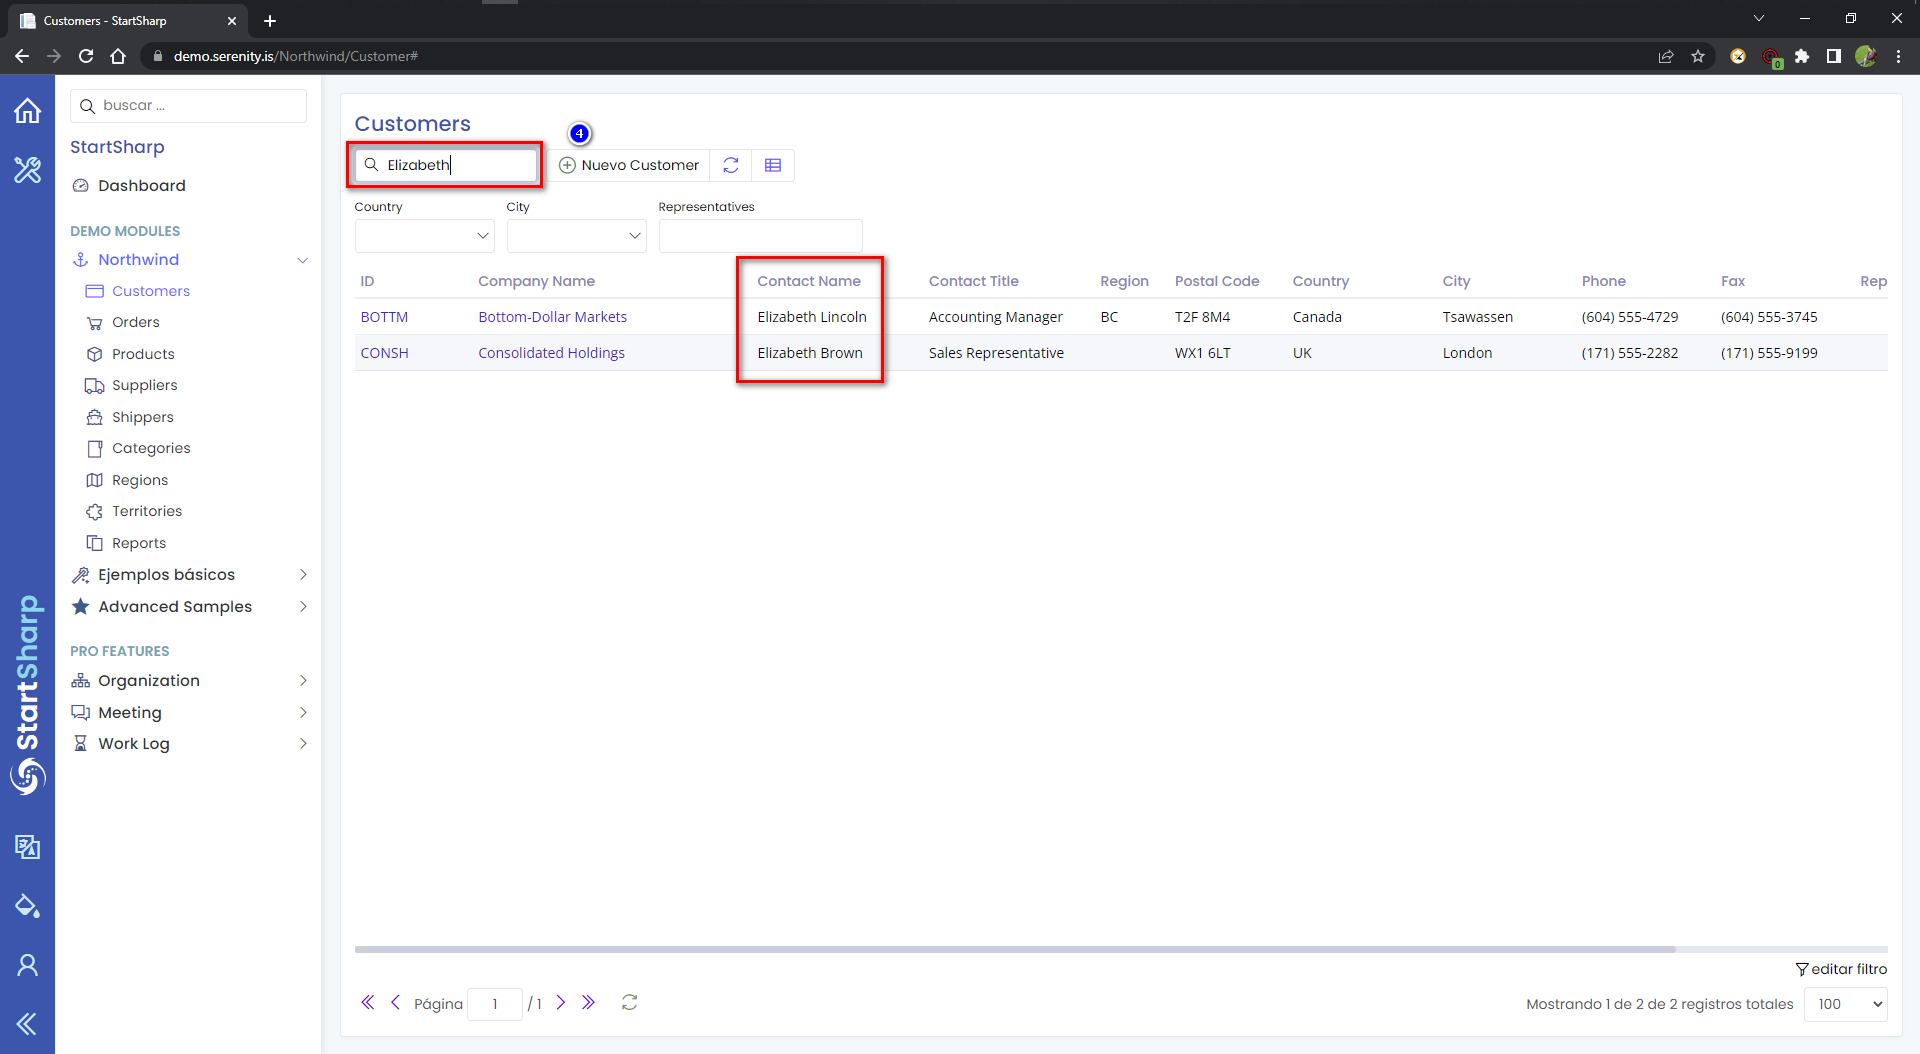 Customers - StartSharp
demo.serenity.is/Northwind/Customer#
0
buscar ...
StartSharp
Dashboard
DEMO MODULES
Northwind
Customers
Orders
Products
Suppliers
Shippers
Categories
Regions
Territories
Reports
Ejemplos básicos
Advanced Samples
PRO FEATURES
Organization
Meeting
Work Log
StartSharp
Customers
4
Elizabeth
Nuevo Customer
Country City Representatives
ID Company Name Contact Name Contact Title Region Postal Code Country City Phone Fax Rep
BOTTM Bottom-Dollar Markets Elizabeth Lincoln Accounting Manager BC T2F 8M4 Canada Tsawassen (604) 555-4729 (604) 555-3745
CONSH Consolidated Holdings Elizabeth Brown Sales Representative WX1 6LT UK London (171) 555-2282 (171) 555-9199
editar filtro
Página 1 / 1
Mostrando 1 de 2 de 2 registros totales 100